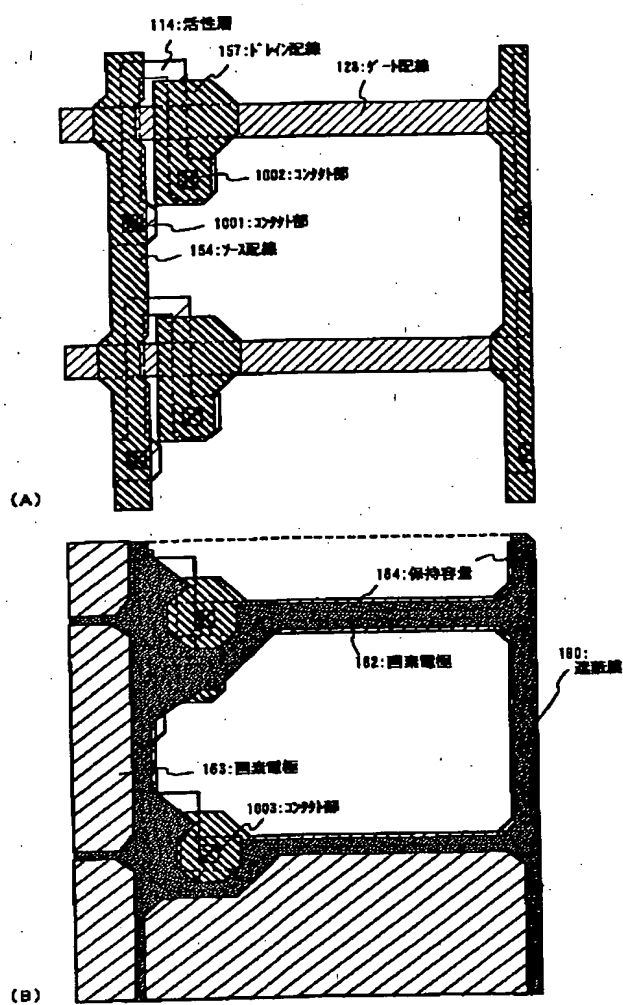 114:活性層
157:ドレイン配線
128:ゲート配線
1002:コンタクト部
1001:コンタクト部
154:ソース配線
(A)
164:保持容量
162:画素電極
180:
遮蔽膜
163:画素電極
1003:コンタクト部
(B)